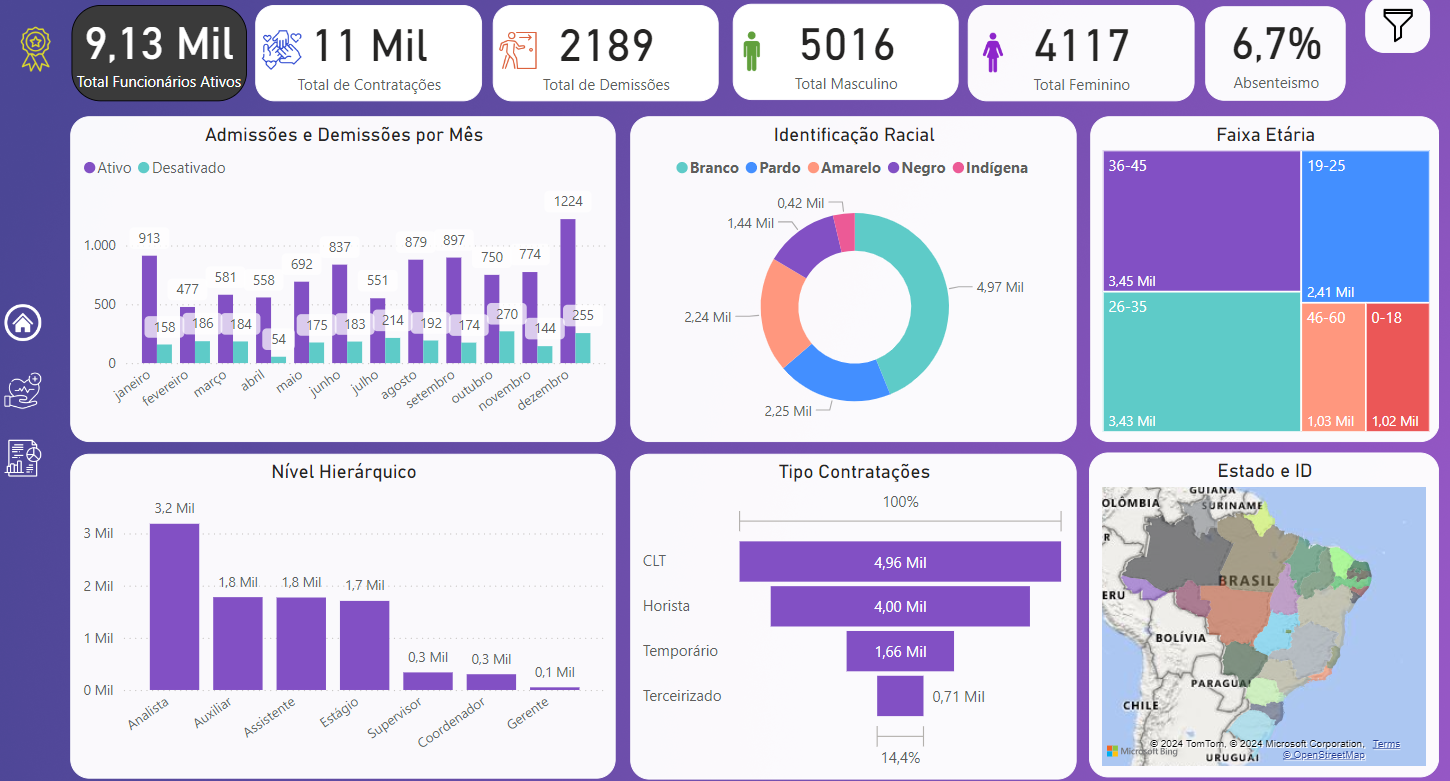 9,13 Mil
Total Funcionários Ativos
11 Mil
Total de Contratações
2189
Total de Demissões
5016
Total Masculino
4117
Total Feminino
6,7%
Absenteismo
Admissões e Demissões por Mês
Ativo Desativado
1.000
500
0
913
477
581
558
692
837
551
879
897
750
774
1224
158
186
184
54
175
183
214
192
174
270
144
255
janeiro
fevereiro
março
abril
maio
junho
julho
agosto
setembro
outubro
novembro
dezembro
Identificação Racial
Branco Pardo Amarelo Negro Indígena
0,42 Mil
1,44 Mil
4,97 Mil
2,24 Mil
2,25 Mil
Faixa Etária
36-45
3,45 Mil
19-25
2,41 Mil
26-35
3,43 Mil
46-60
1,03 Mil
0-18
1,02 Mil
Nível Hierárquico
3 Mil
2 Mil
1 Mil
0 Mil
3,2 Mil
1,8 Mil
1,8 Mil
1,7 Mil
0,3 Mil
0,3 Mil
0,1 Mil
Analista
Auxiliar
Assistente
Estágio
Supervisor
Coordenador
Gerente
Tipo Contratações
100%
CLT 4,96 Mil
Horista 4,00 Mil
Temporário 1,66 Mil
Terceirizado 0,71 Mil
14,4%
Estado e ID
GUIANA
OLÔMBIA
SURINAME
R
BRASIL
ERU
BOLÍVIA
PARAGUAI
CHILE
URUGUAI
Microsoft Bing
© 2024 TomTom, © 2024 Microsoft Corporation, Terms
© OpenStreetMap